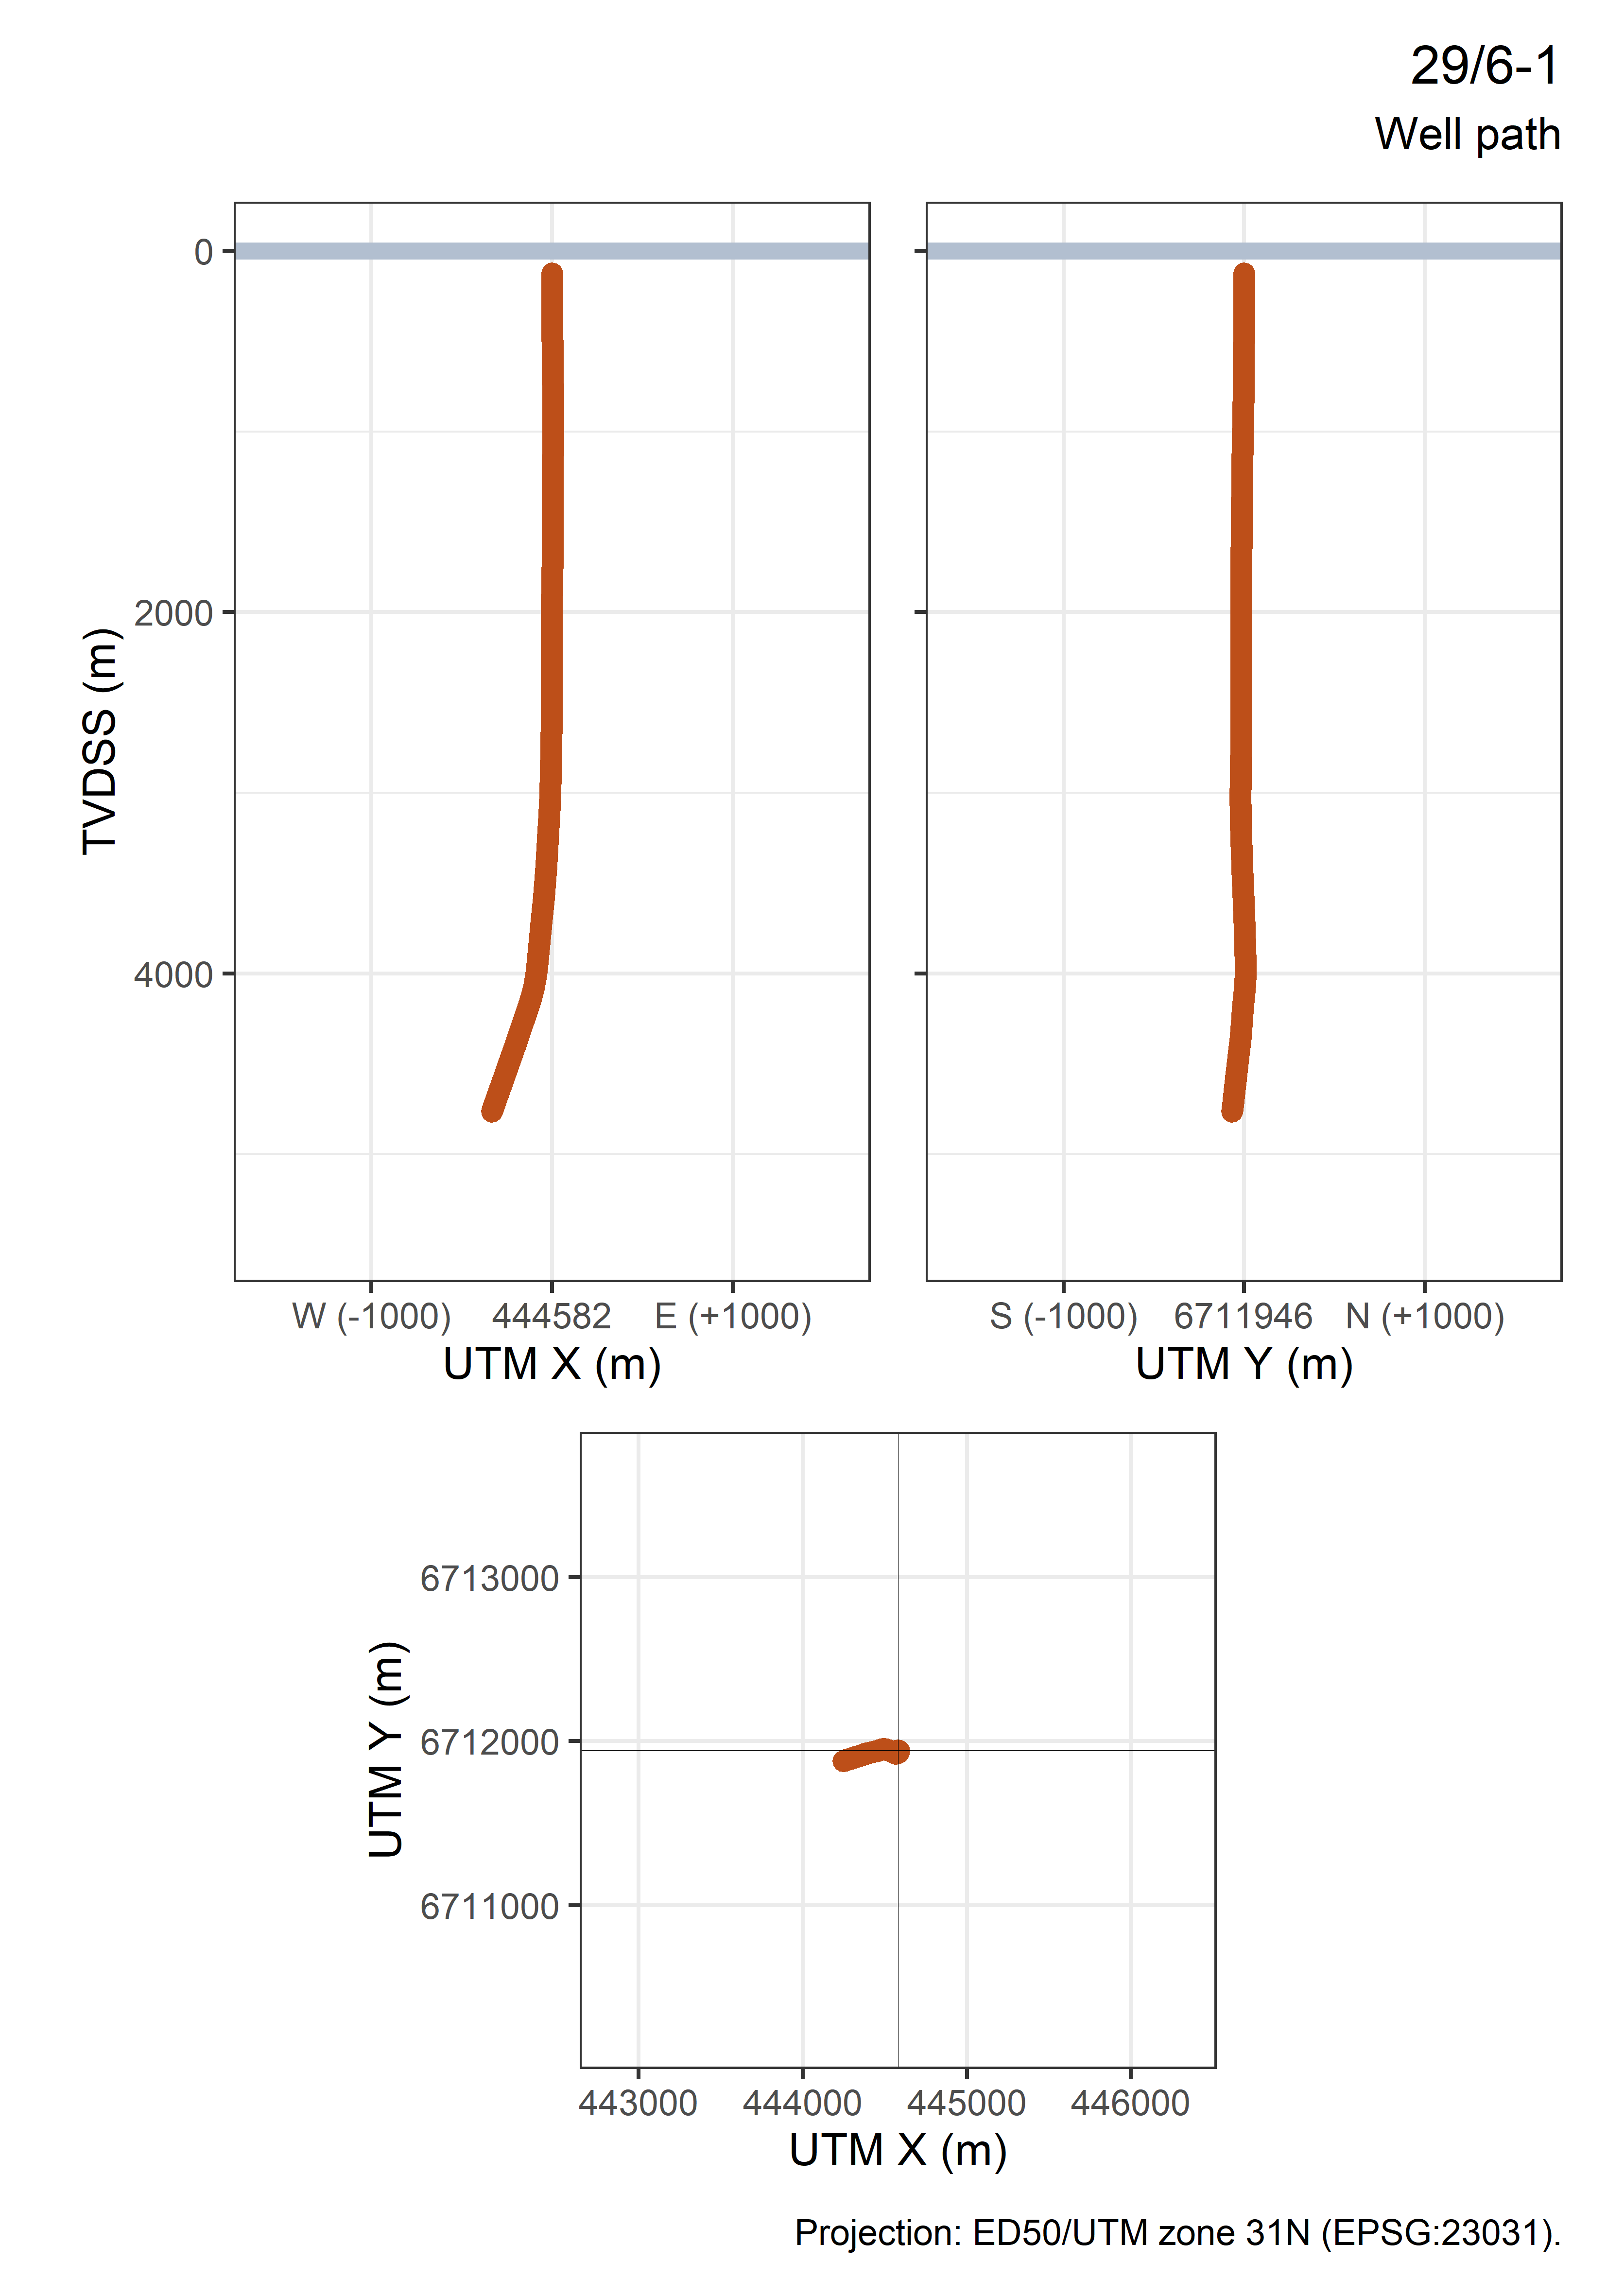 29/6-1
Well path
TVDSS (m)
0
2000
4000
W (-1000) 444582 E (+1000)
UTM X (m)
S (-1000) 6711946 N (+1000)
UTM Y (m)
UTM Y (m)
6713000
6712000
6711000
443000 444000 445000 446000
UTM X (m)
Projection: ED50/UTM zone 31N (EPSG:23031).